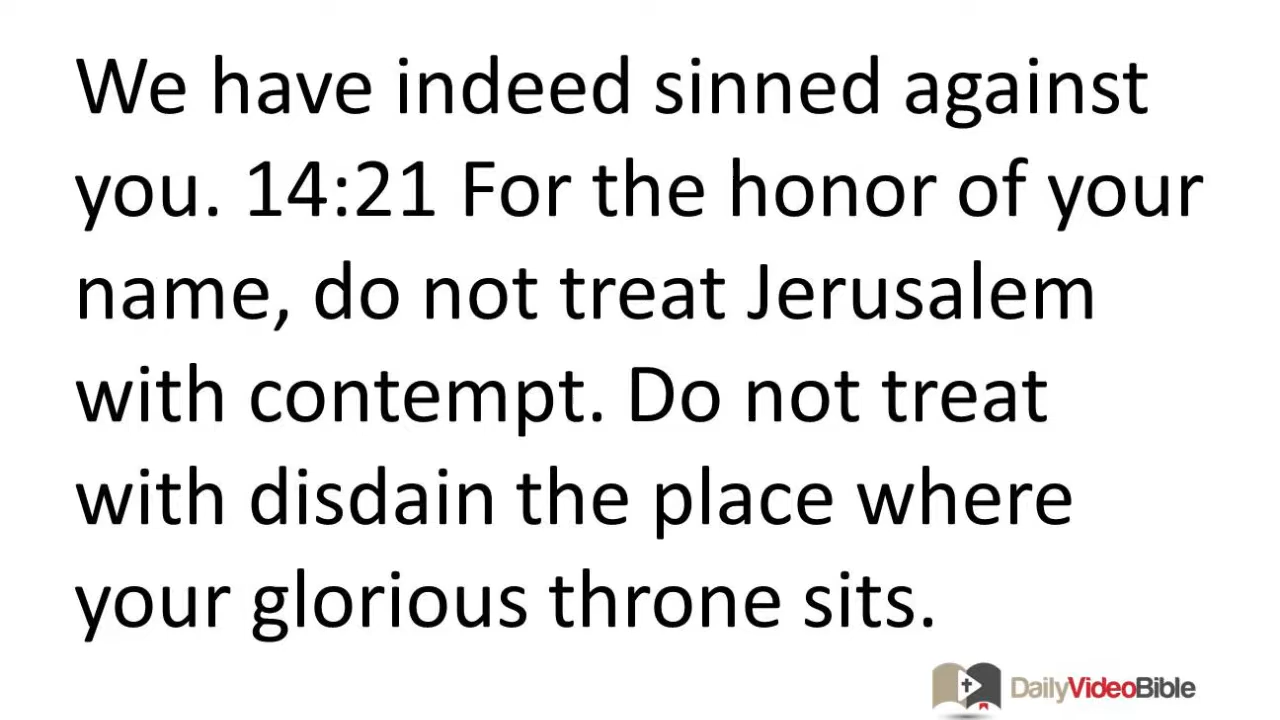 We have indeed sinned against
you. 14:21 For the honor of your
name, do not treat Jerusalem
with contempt. Do not treat
with disdain the place where
your glorious throne sits.
DailyVideoBible